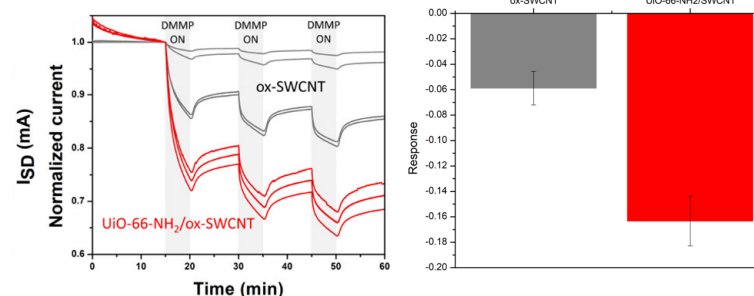 DMMP ON
DMMP ON
DMMP ON
ox-SWCNT
UiO-66-NH₂/ox-SWCNT
I_SD (mA)
Normalized current
1.0
0.9
0.8
0.7
0.6
0
10
20
30
40
50
60
Time (min)
ox-SWCNT
UiO-66-NH2/SWCNT
0.00
-0.02
-0.04
-0.06
-0.08
-0.10
-0.12
-0.14
-0.16
-0.18
-0.20
Response